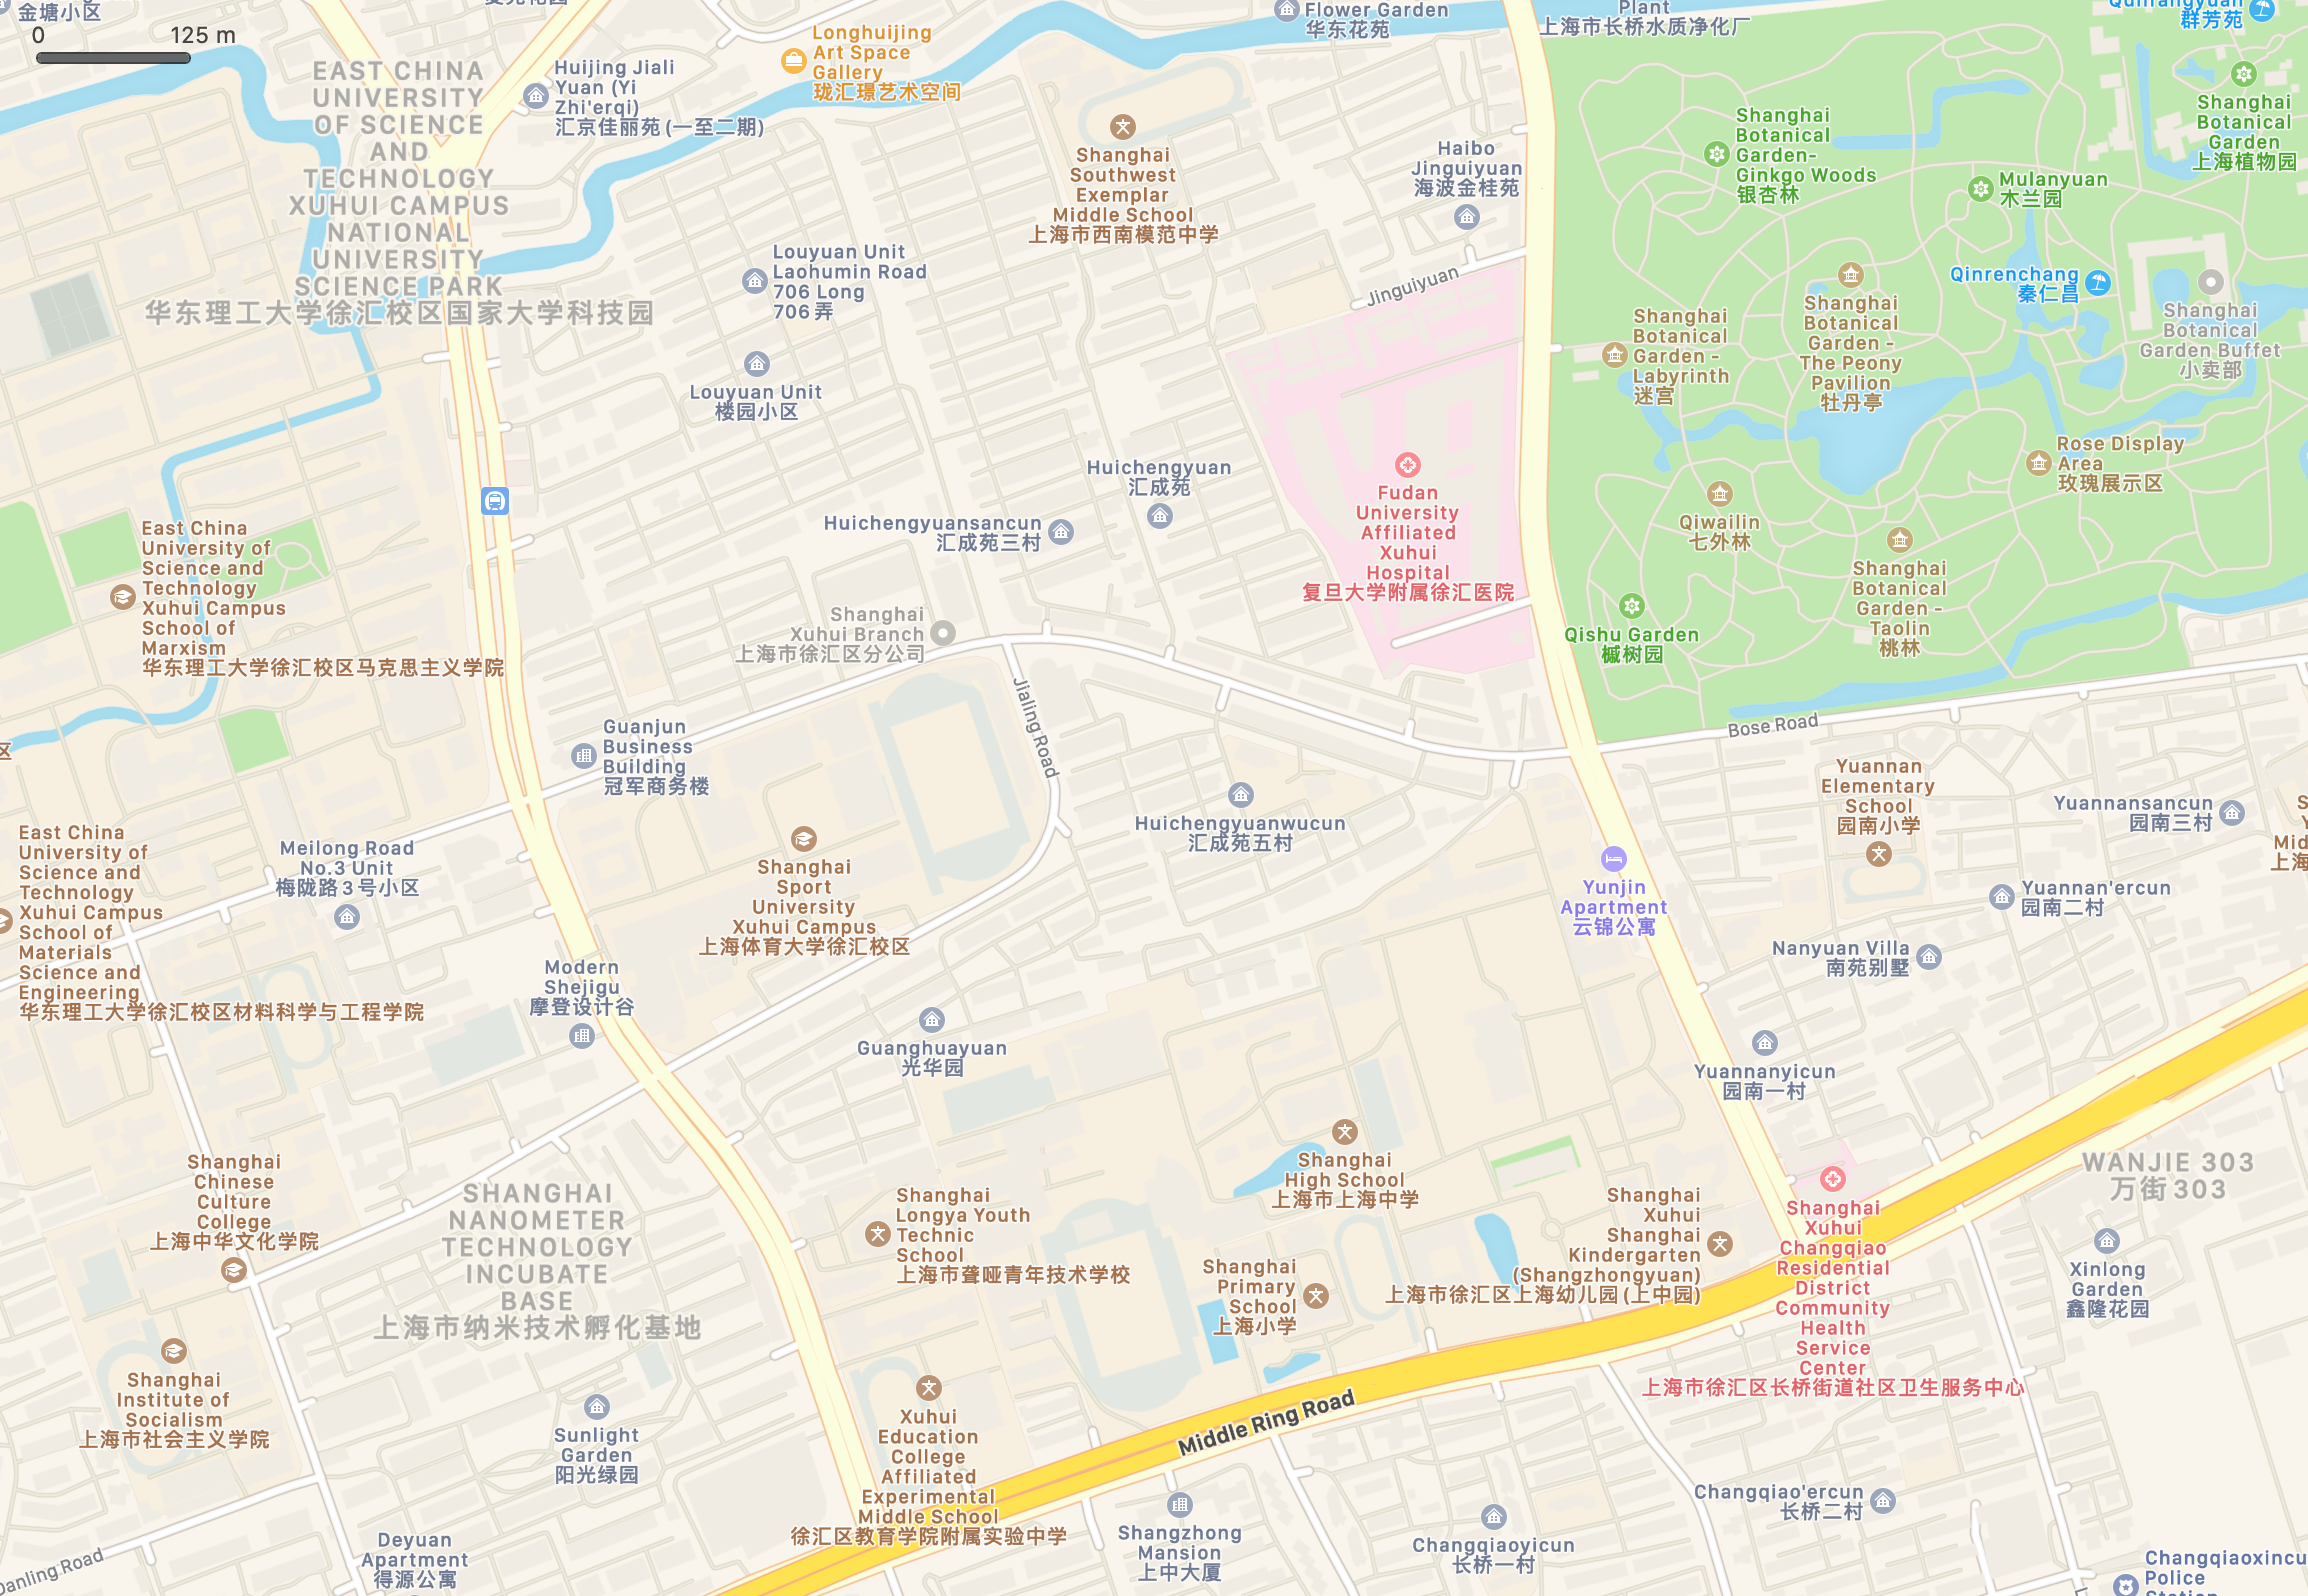 金塘小区
0
125 m
EAST CHINA
UNIVERSITY
OF SCIENCE
AND
TECHNOLOGY
XUHUI CAMPUS
NATIONAL
UNIVERSITY
SCIENCE PARK
华东理工大学徐汇校区国家大学科技园
Huijing Jiali
Yuan (Yi
Zhi'erqi)
汇京佳丽苑(一至二期)
Longhuijing
Art Space
Gallery
珑汇璟艺术空间
Flower Garden
华东花苑
Plant
上海市长桥水质净化厂
Qunfangyuan
群芳苑
Shanghai
Botanical
Garden
上海植物园
Shanghai
Botanical
Garden-
Ginkgo Woods
银杏林
Mulanyuan
木兰园
Shanghai
Southwest
Exemplar
Middle School
上海市西南模范中学
Haibo
Jinguiyuan
海波金桂苑
Jinguiyuan
Louyuan Unit
Laohumin Road
706 Long
706弄
Louyuan Unit
楼园小区
Qinrenchang
秦仁昌
Shanghai
Botanical
Garden Buffet
小卖部
Shanghai
Botanical
Garden -
The Peony
Pavilion
牡丹亭
Shanghai
Botanical
Garden -
Labyrinth
迷宫
Rose Display
Area
玫瑰展示区
Qiwailin
七外林
Shanghai
Botanical
Garden -
Taolin
桃林
Qishu Garden
槭树园
Huichengyuan
汇成苑
Huichengyuansancun
汇成苑三村
Fudan
University
Affiliated
Xuhui
Hospital
复旦大学附属徐汇医院
East China
University of
Science and
Technology
Xuhui Campus
School of
Marxism
华东理工大学徐汇校区马克思主义学院
Shanghai
Xuhui Branch
上海市徐汇区分公司
Jialing Road
Bose Road
区
Guanjun
Business
Building
冠军商务楼
Huichengyuanwucun
汇成苑五村
Yuannan
Elementary
School
园南小学
Yuannansancun
园南三村
S
Y
Mid
上海
East China
University of
Science and
Technology
Xuhui Campus
School of
Materials
Science and
Engineering
华东理工大学徐汇校区材料科学与工程学院
Meilong Road
No.3 Unit
梅陇路3号小区
Shanghai
Sport
University
Xuhui Campus
上海体育大学徐汇校区
Yunjin
Apartment
云锦公寓
Yuannan'ercun
园南二村
Nanyuan Villa
南苑别墅
Modern
Shejigu
摩登设计谷
Guanghuayuan
光华园
Yuannanyicun
园南一村
Shanghai
High School
上海市上海中学
WANJIE 303
万街303
Shanghai
Chinese
Culture
College
上海中华文化学院
SHANGHAI
NANOMETER
TECHNOLOGY
INCUBATE
BASE
上海市纳米技术孵化基地
Shanghai
Longya Youth
Technic
School
上海市聋哑青年技术学校
Shanghai
Primary
School
上海小学
Shanghai
Xuhui
Shanghai
Kindergarten
(Shangzhongyuan)
上海市徐汇区上海幼儿园(上中园)
Shanghai
Xuhui
Changqiao
Residential
District
Community
Health
Service
Center
上海市徐汇区长桥街道社区卫生服务中心
Xinlong
Garden
鑫隆花园
Shanghai
Institute of
Socialism
上海市社会主义学院
Sunlight
Garden
阳光绿园
Xuhui
Education
College
Affiliated
Experimental
Middle School
徐汇区教育学院附属实验中学
Middle Ring Road
Danling Road
Deyuan
Apartment
得源公寓
Shangzhong
Mansion
上中大厦
Changqiaoyicun
长桥一村
Changqiao'ercun
长桥二村
Changqiaoxincu
Police